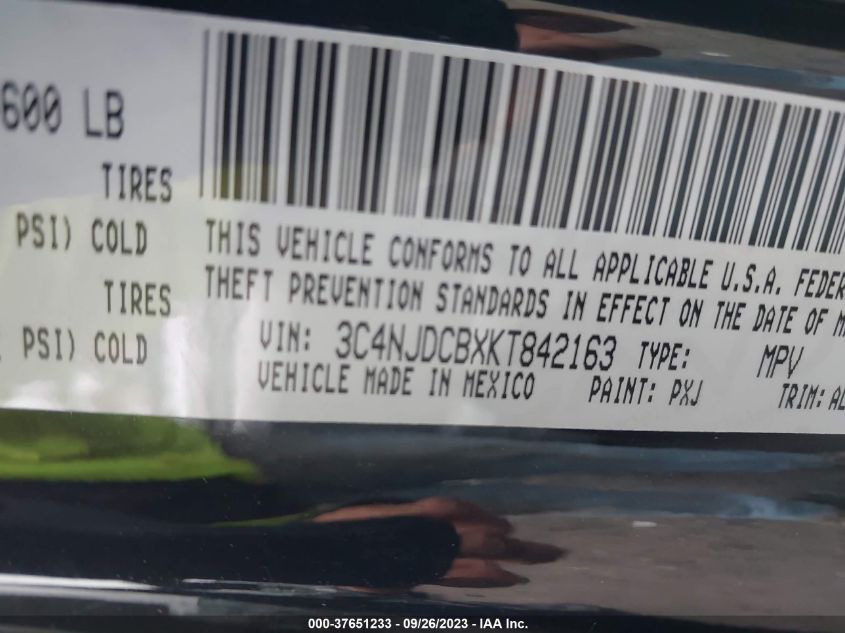 600 LB
TIRES
PSI) COLD
TIRES
PSI) COLD
THIS VEHICLE CONFORMS TO ALL APPLICABLE U.S.A. FEDER
THEFT PREVENTION STANDARDS IN EFFECT ON THE DATE OF M
VIN: 3C4NJDCBXKT842163 TYPE: MPV
VEHICLE MADE IN MEXICO PAINT: PXJ TRIM: AL
000-37651233 - 09/26/2023 - IAA Inc.